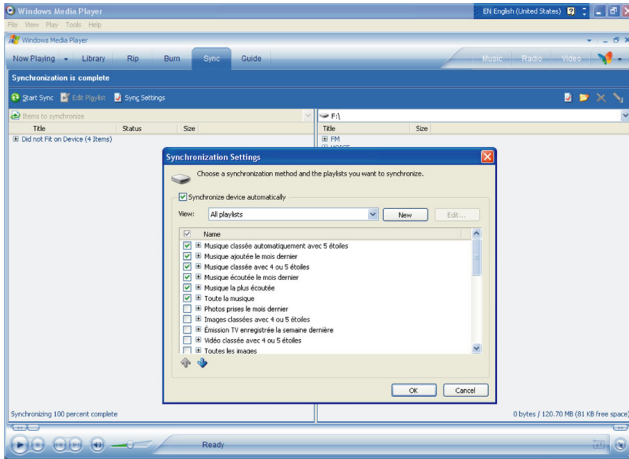 Windows Media Player
EN English (United States)
File View Play Tools Help
Windows Media Player
Now Playing Library Rip Burn Sync Guide Music Radio Video
Synchronization is complete
Start Sync Edit Playlist Sync Settings
Items to synchronize F:\
Title Status Size Title Size
Did not Fit on Device (4 Items) FM
Synchronization Settings
Choose a synchronization method and the playlists you want to synchronize.
Synchronize device automatically
View: All playlists New Edit...
Name
Musique classée automatiquement avec 5 étoiles
Musique ajoutée le mois dernier
Musique classée avec 4 ou 5 étoiles
Musique écoutée le mois dernier
Musique la plus écoutée
Toute la musique
Photos prises le mois dernier
Images classées avec 4 ou 5 étoiles
Émission TV enregistrée la semaine dernière
Vidéo classée avec 4 ou 5 étoiles
Toutes les images
OK Cancel
Synchronizing 100 percent complete 0 bytes / 120.70 MB (81 KB free space)
Ready